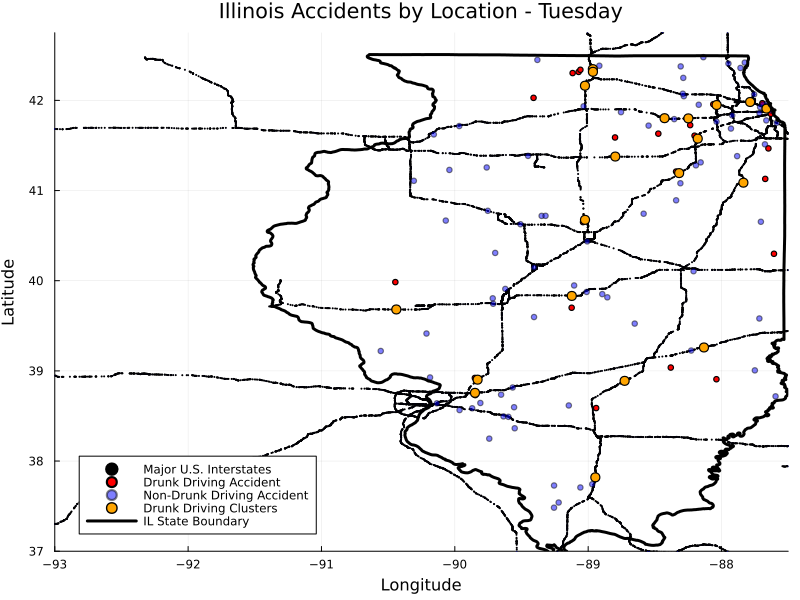 Illinois Accidents by Location - Tuesday
Latitude
42
41
40
39
38
37
Major U.S. Interstates
Drunk Driving Accident
Non-Drunk Driving Accident
Drunk Driving Clusters
IL State Boundary
−93
−92
−91
−90
−89
−88
Longitude